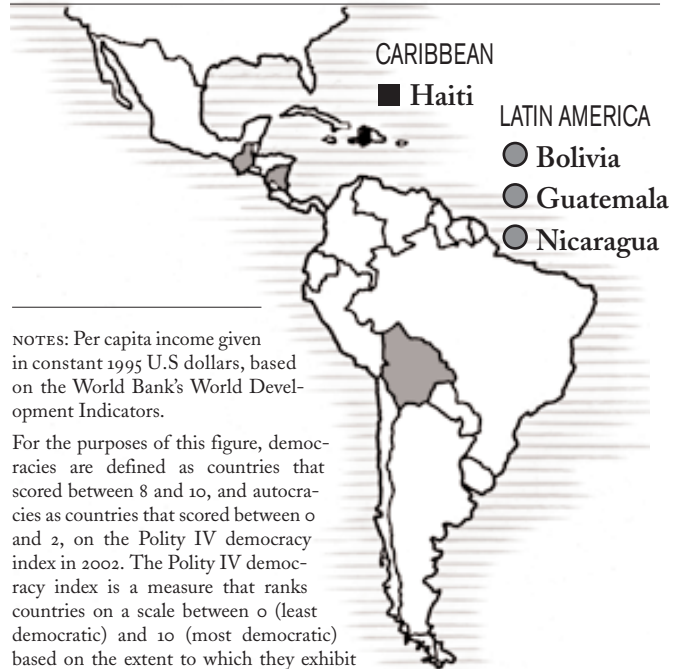 CARIBBEAN
Haiti
LATIN AMERICA
Bolivia
Guatemala
Nicaragua
NOTES: Per capita income given
in constant 1995 U.S dollars, based
on the World Bank's World Devel-
opment Indicators.
For the purposes of this figure, democ-
racies are defined as countries that
scored between 8 and 10, and autocra-
cies as countries that scored between 0
and 2, on the Polity IV democracy
index in 2002. The Polity IV democ-
racy index is a measure that ranks
countries on a scale between 0 (least
democratic) and 10 (most democratic)
based on the extent to which they exhibit